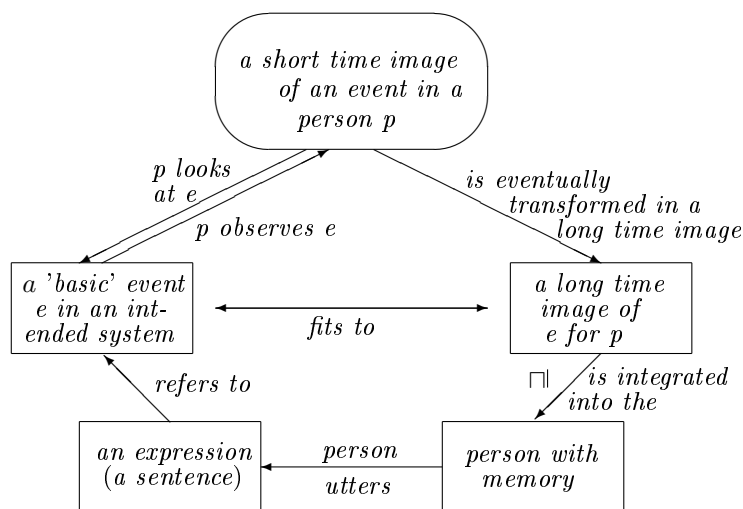 a short time image
of an event in a
person p
p looks
at e
p observes e
is eventually
transformed in a
long time image
a 'basic' event
e in an int-
ended system
fits to
a long time
image of
e for p
refers to
⊓| is integrated
into the
an expression
(a sentence)
person
utters
person with
memory